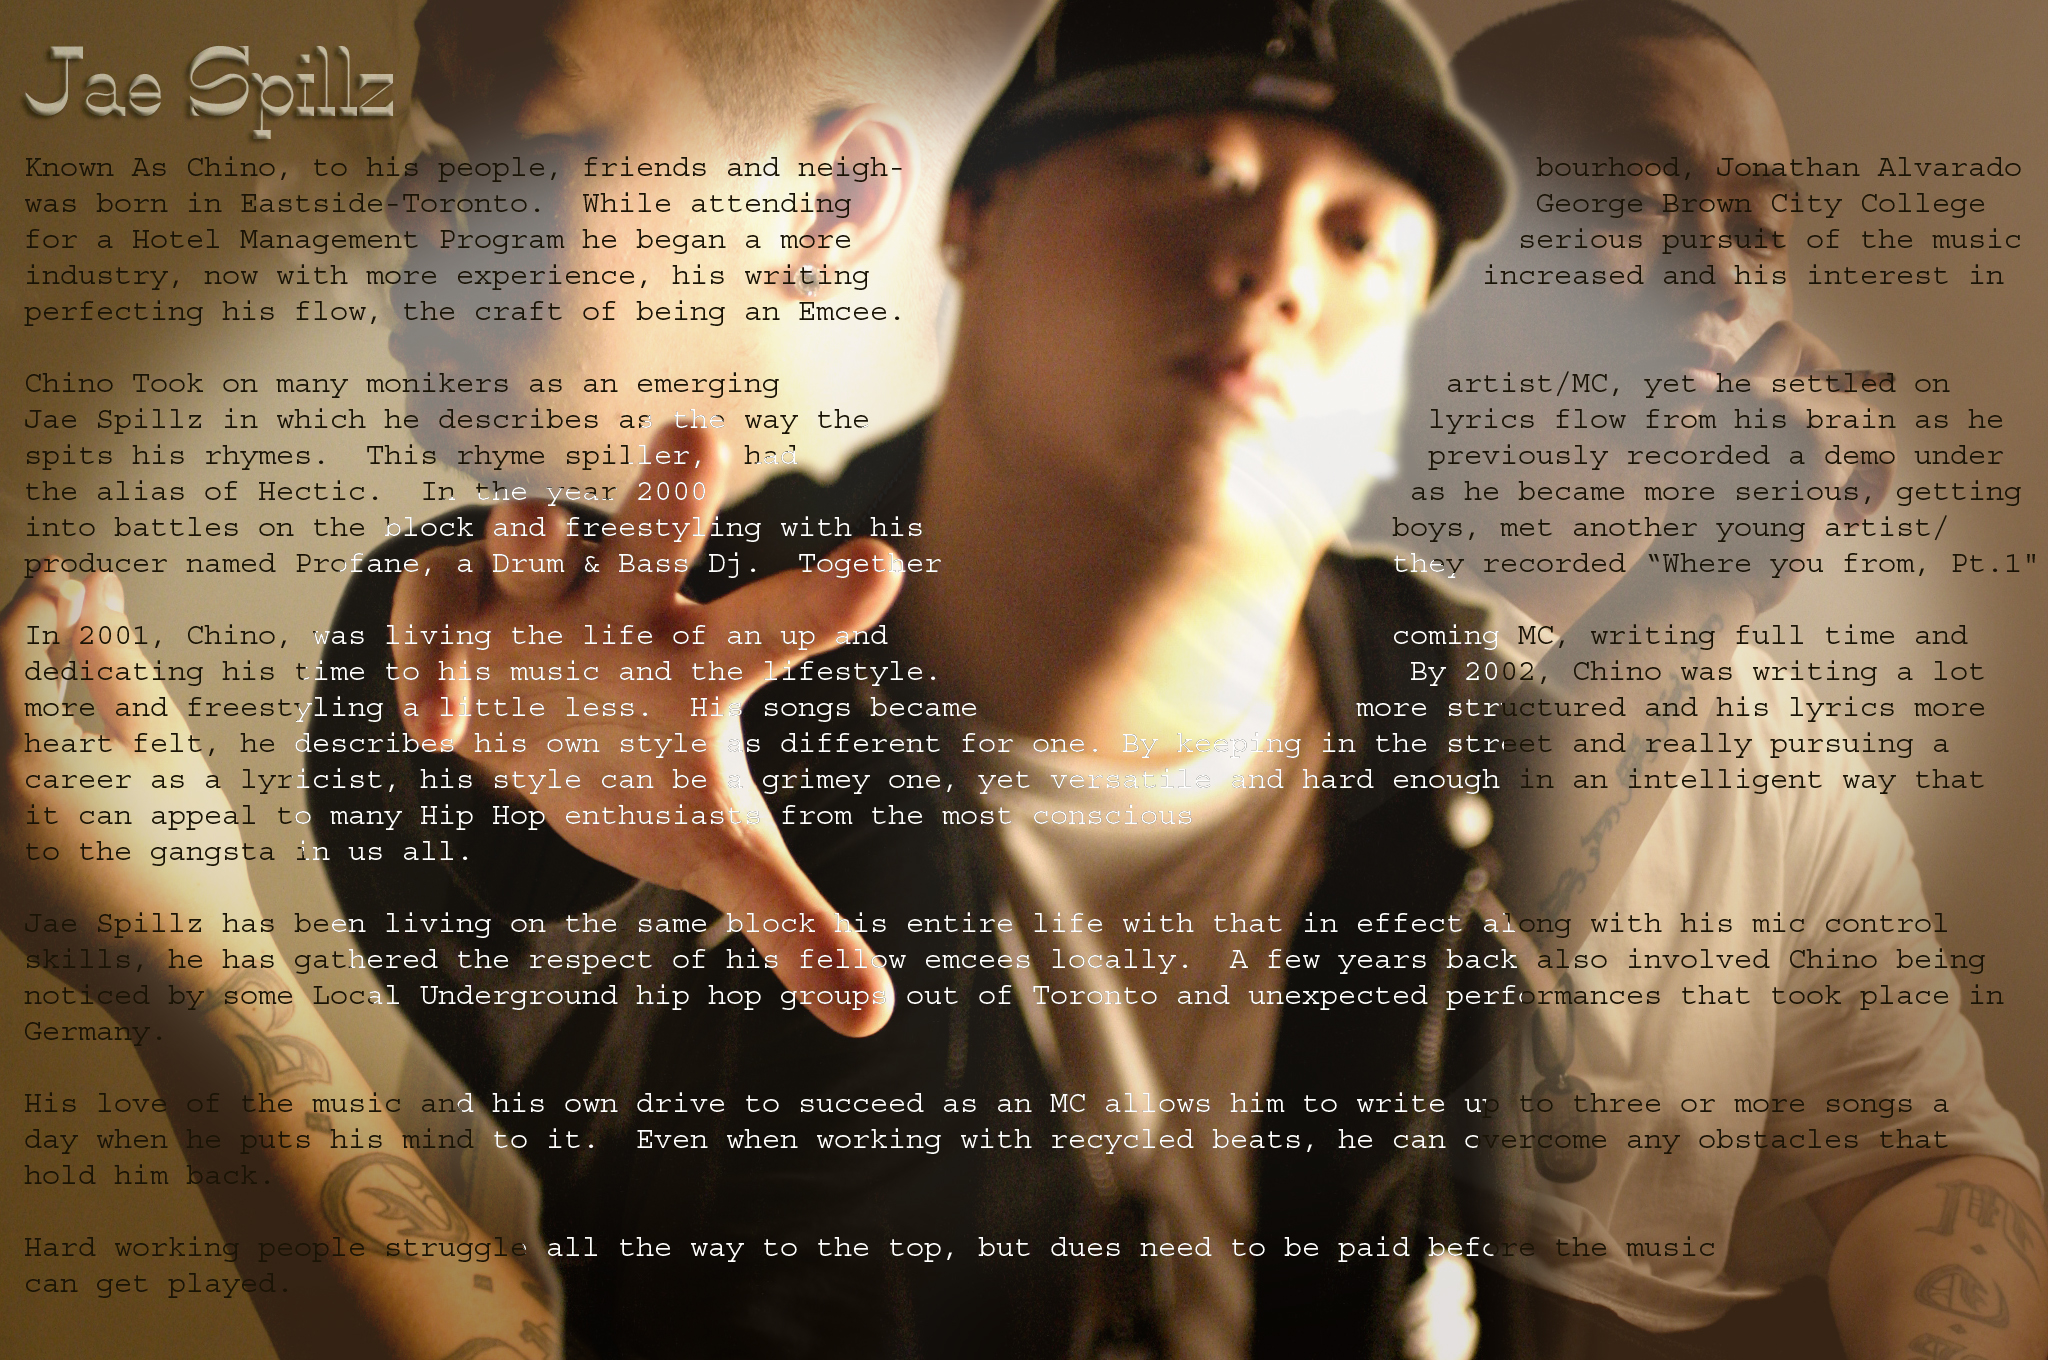 Jae Spillz
Known As Chino, to his people, friends and neigh-bourhood, Jonathan Alvarado
was born in Eastside-Toronto. While attending George Brown City College
for a Hotel Management Program he began a more serious pursuit of the music
industry, now with more experience, his writing increased and his interest in
perfecting his flow, the craft of being an Emcee.
Chino Took on many monikers as an emerging artist/MC, yet he settled on
Jae Spillz in which he describes as the way the lyrics flow from his brain as he
spits his rhymes. This rhyme spiller, had previously recorded a demo under
the alias of Hectic. In the year 2000 as he became more serious, getting
into battles on the block and freestyling with his boys, met another young artist/
producer named Profane, a Drum & Bass Dj. Together they recorded “Where you from, Pt.1"
In 2001, Chino, was living the life of an up and coming MC, writing full time and
dedicating his time to his music and the lifestyle. By 2002, Chino was writing a lot
more and freestyling a little less. His songs became more structured and his lyrics more
heart felt, he describes his own style as different for one. By keeping in the street and really pursuing a
career as a lyricist, his style can be a grimey one, yet versatile and hard enough in an intelligent way that
it can appeal to many Hip Hop enthusiasts from the most conscious
to the gangsta in us all.
Jae Spillz has been living on the same block his entire life with that in effect along with his mic control
skills, he has gathered the respect of his fellow emcees locally. A few years back also involved Chino being
noticed by some Local Underground hip hop groups out of Toronto and unexpected performances that took place in
Germany.
His love of the music and his own drive to succeed as an MC allows him to write up to three or more songs a
day when he puts his mind to it. Even when working with recycled beats, he can overcome any obstacles that
hold him back.
Hard working people struggle all the way to the top, but dues need to be paid before the music
can get played.